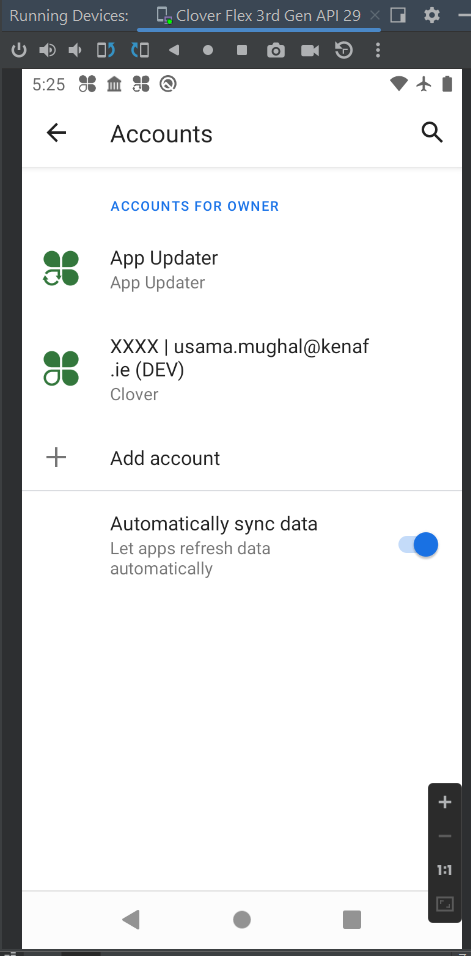 Running Devices: Clover Flex 3rd Gen API 29
5:25
Accounts
ACCOUNTS FOR OWNER
App Updater
App Updater
XXXX | usama.mughal@kenaf
.ie (DEV)
Clover
Add account
Automatically sync data
Let apps refresh data
automatically
1:1